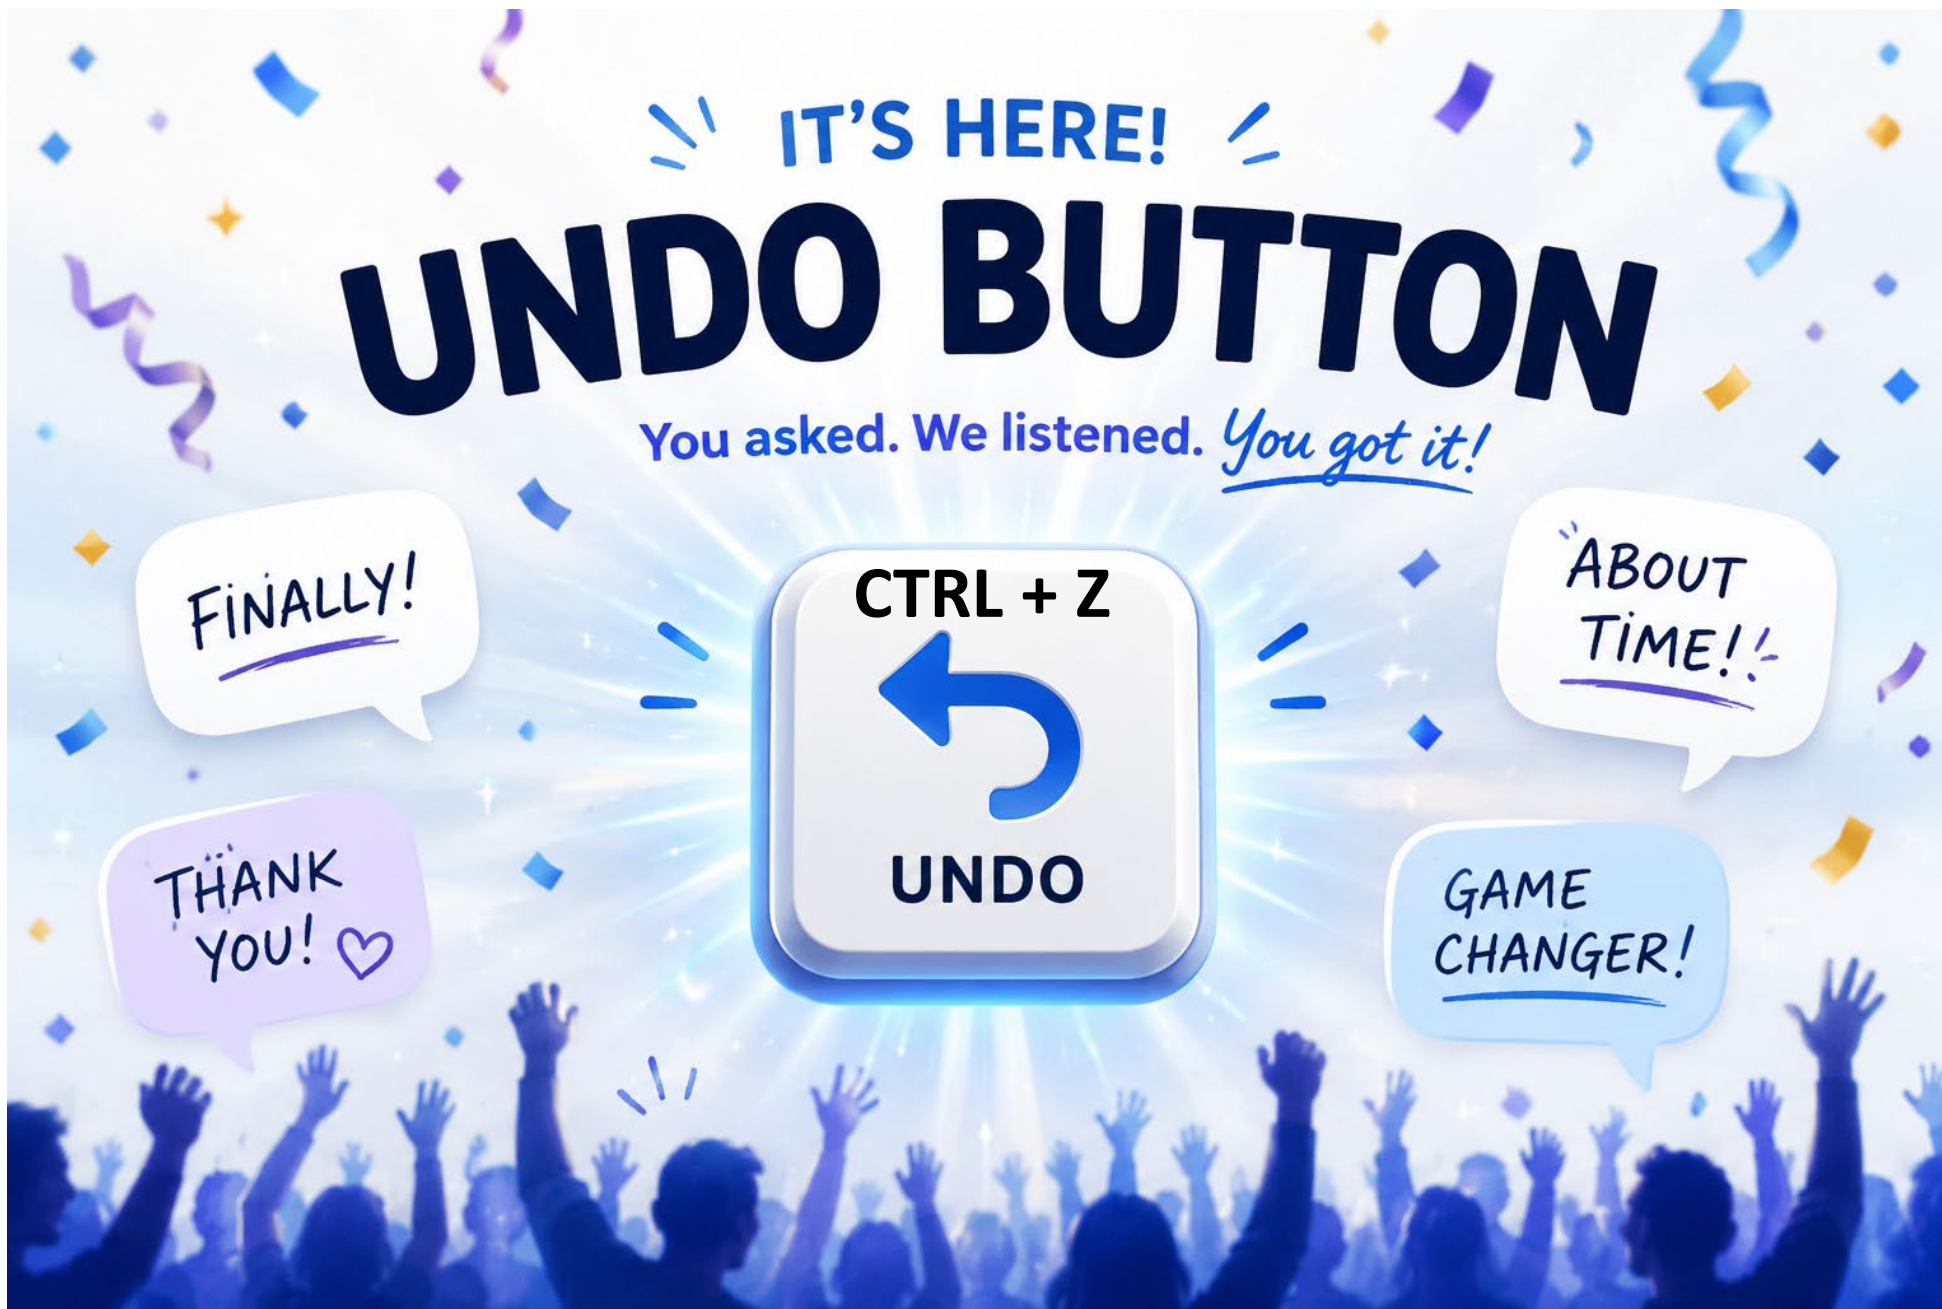 IT'S HERE!
UNDO BUTTON
You asked. We listened. You got it!
FINALLY!
ABOUT
TIME!
CTRL + Z
UNDO
THANK
YOU!
GAME
CHANGER!